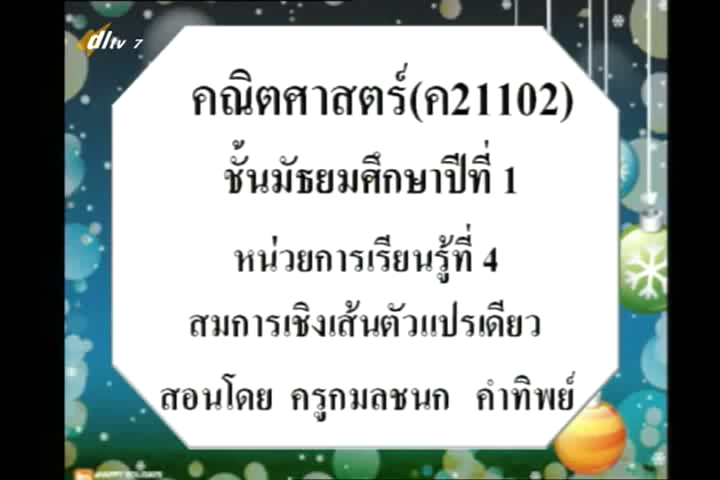 dltv 7
คณิตศาสตร์(ค21102)
ชั้นมัธยมศึกษาปีที่ 1
หน่วยการเรียนรู้ที่ 4
สมการเชิงเส้นตัวแปรเดียว
สอนโดย ครูกมลชนก คำทิพย์
HAPPY HOLIDAYS